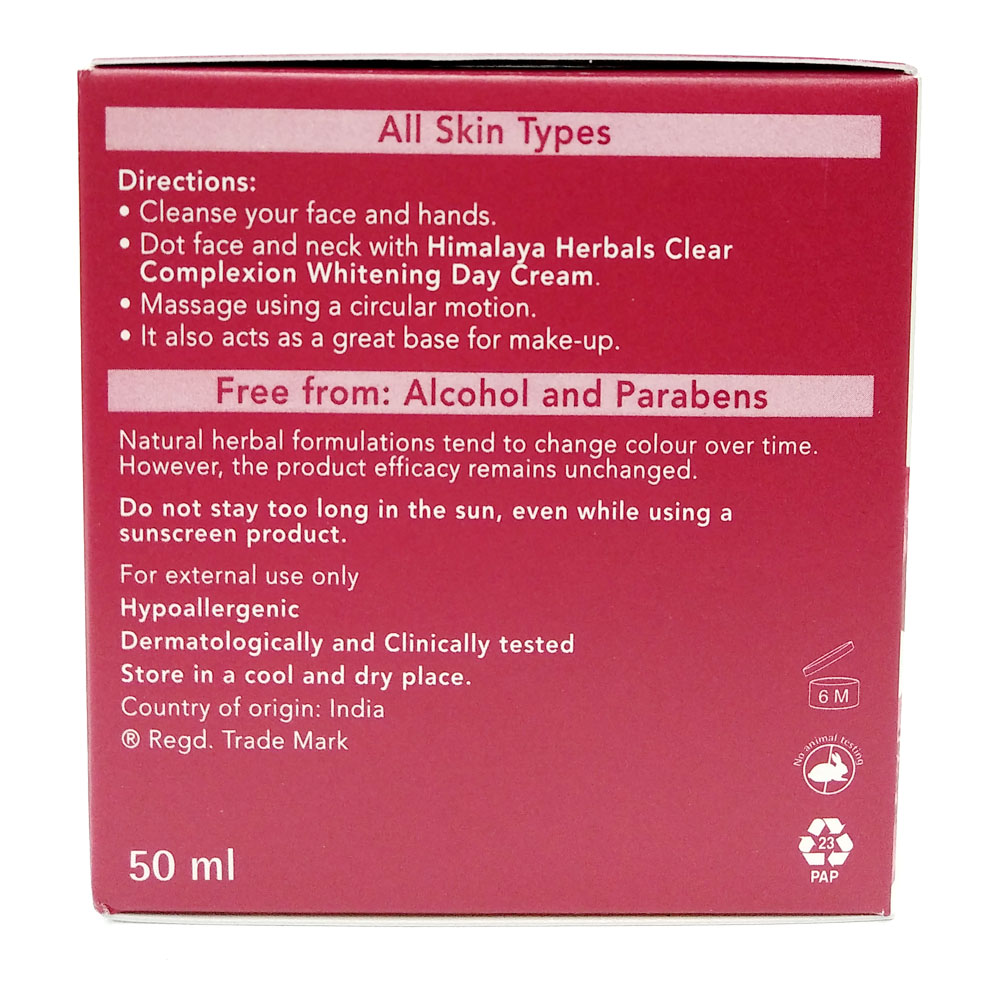 All Skin Types
Directions:
• Cleanse your face and hands.
• Dot face and neck with Himalaya Herbals Clear
Complexion Whitening Day Cream.
• Massage using a circular motion.
• It also acts as a great base for make-up.
Free from: Alcohol and Parabens
Natural herbal formulations tend to change colour over time.
However, the product efficacy remains unchanged.
Do not stay too long in the sun, even while using a
sunscreen product.
For external use only
Hypoallergenic
Dermatologically and Clinically tested
Store in a cool and dry place.
Country of origin: India
® Regd. Trade Mark
6 M
No animal testing
23
PAP
50 ml